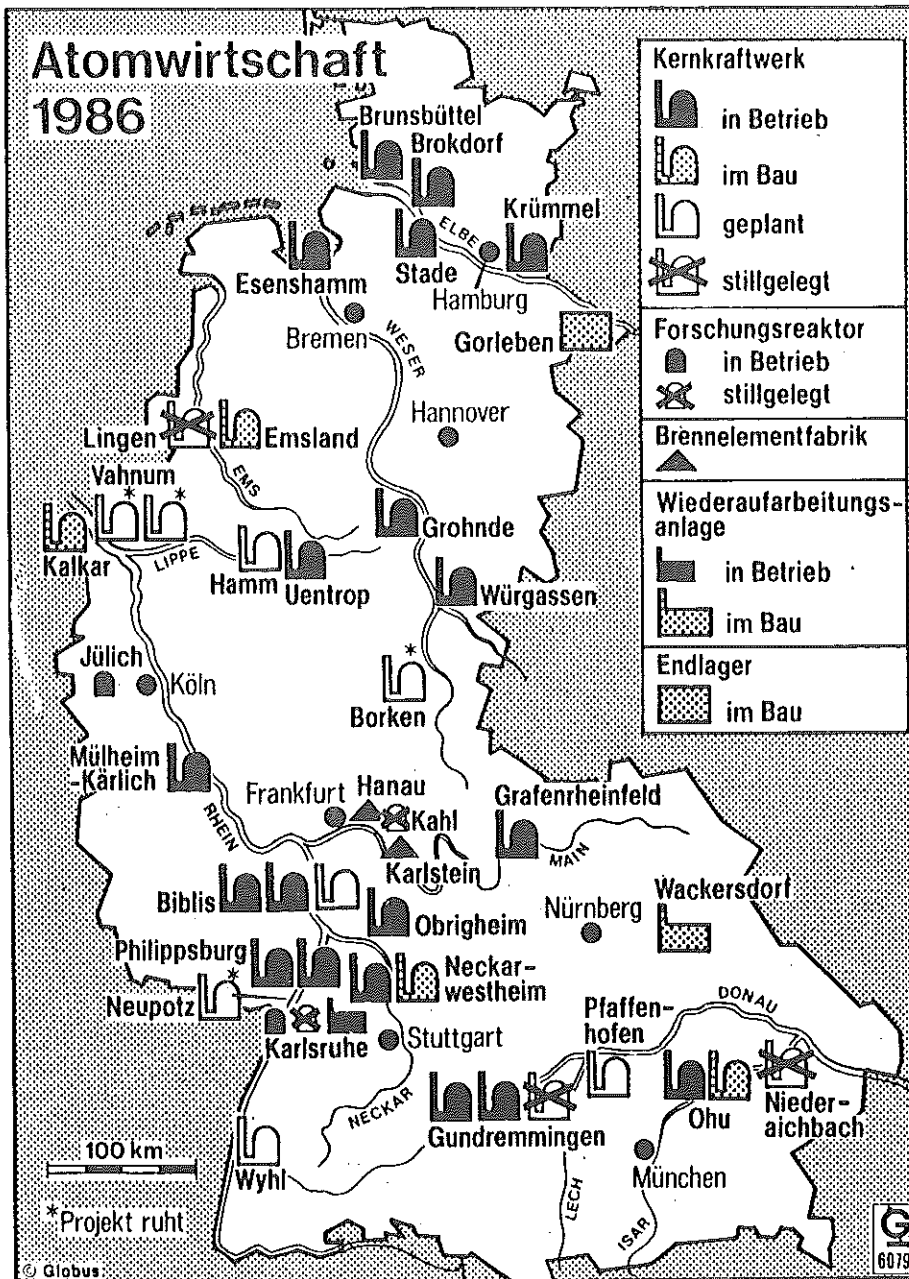 Atomwirtschaft
1986
Kernkraftwerk
in Betrieb
im Bau
geplant
stillgelegt
Forschungsreaktor
in Betrieb
stillgelegt
Brennelementfabrik
Wiederaufarbeitungs-
anlage
in Betrieb
im Bau
Endlager
im Bau
Brunsbüttel
Brokdorf
Krümmel
ELBE
Stade
Hamburg
Esenshamm
Bremen
WESER
Gorleben
Hannover
Lingen
Emsland
EMS
Vahnum
* *
Kalkar
LIPPE
Hamm
Uentrop
Grohnde
Würgassen
Jülich
Köln
*
Borken
Mülheim
-Kärlich
RHEIN
Frankfurt
Hanau
Kahl
Karlstein
Grafenrheinfeld
MAIN
Biblis
Obrigheim
Nürnberg
Wackersdorf
Philippsburg
Neckar-
westheim
Neupotz
*
Karlsruhe
Stuttgart
NECKAR
Pfaffen-
hofen
DONAU
Gundremmingen
Ohu
Nieder-
aichbach
Wyhl
München
LECH
ISAR
100 km
*Projekt ruht
© Globus
G
6079